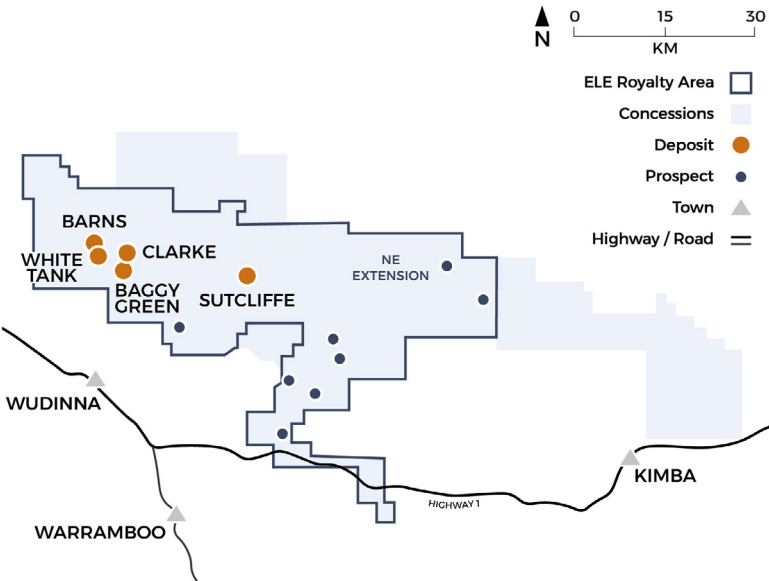 0 15 30
KM
N
ELE Royalty Area
Concessions
Deposit
Prospect
Town
Highway / Road
BARNS
CLARKE
WHITE
TANK
BAGGY
GREEN
SUTCLIFFE
NE
EXTENSION
WUDINNA
KIMBA
HIGHWAY 1
WARRAMBOO